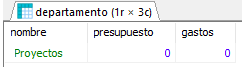 departamento (1r × 3c)
nombre presupuesto gastos
Proyectos 0 0